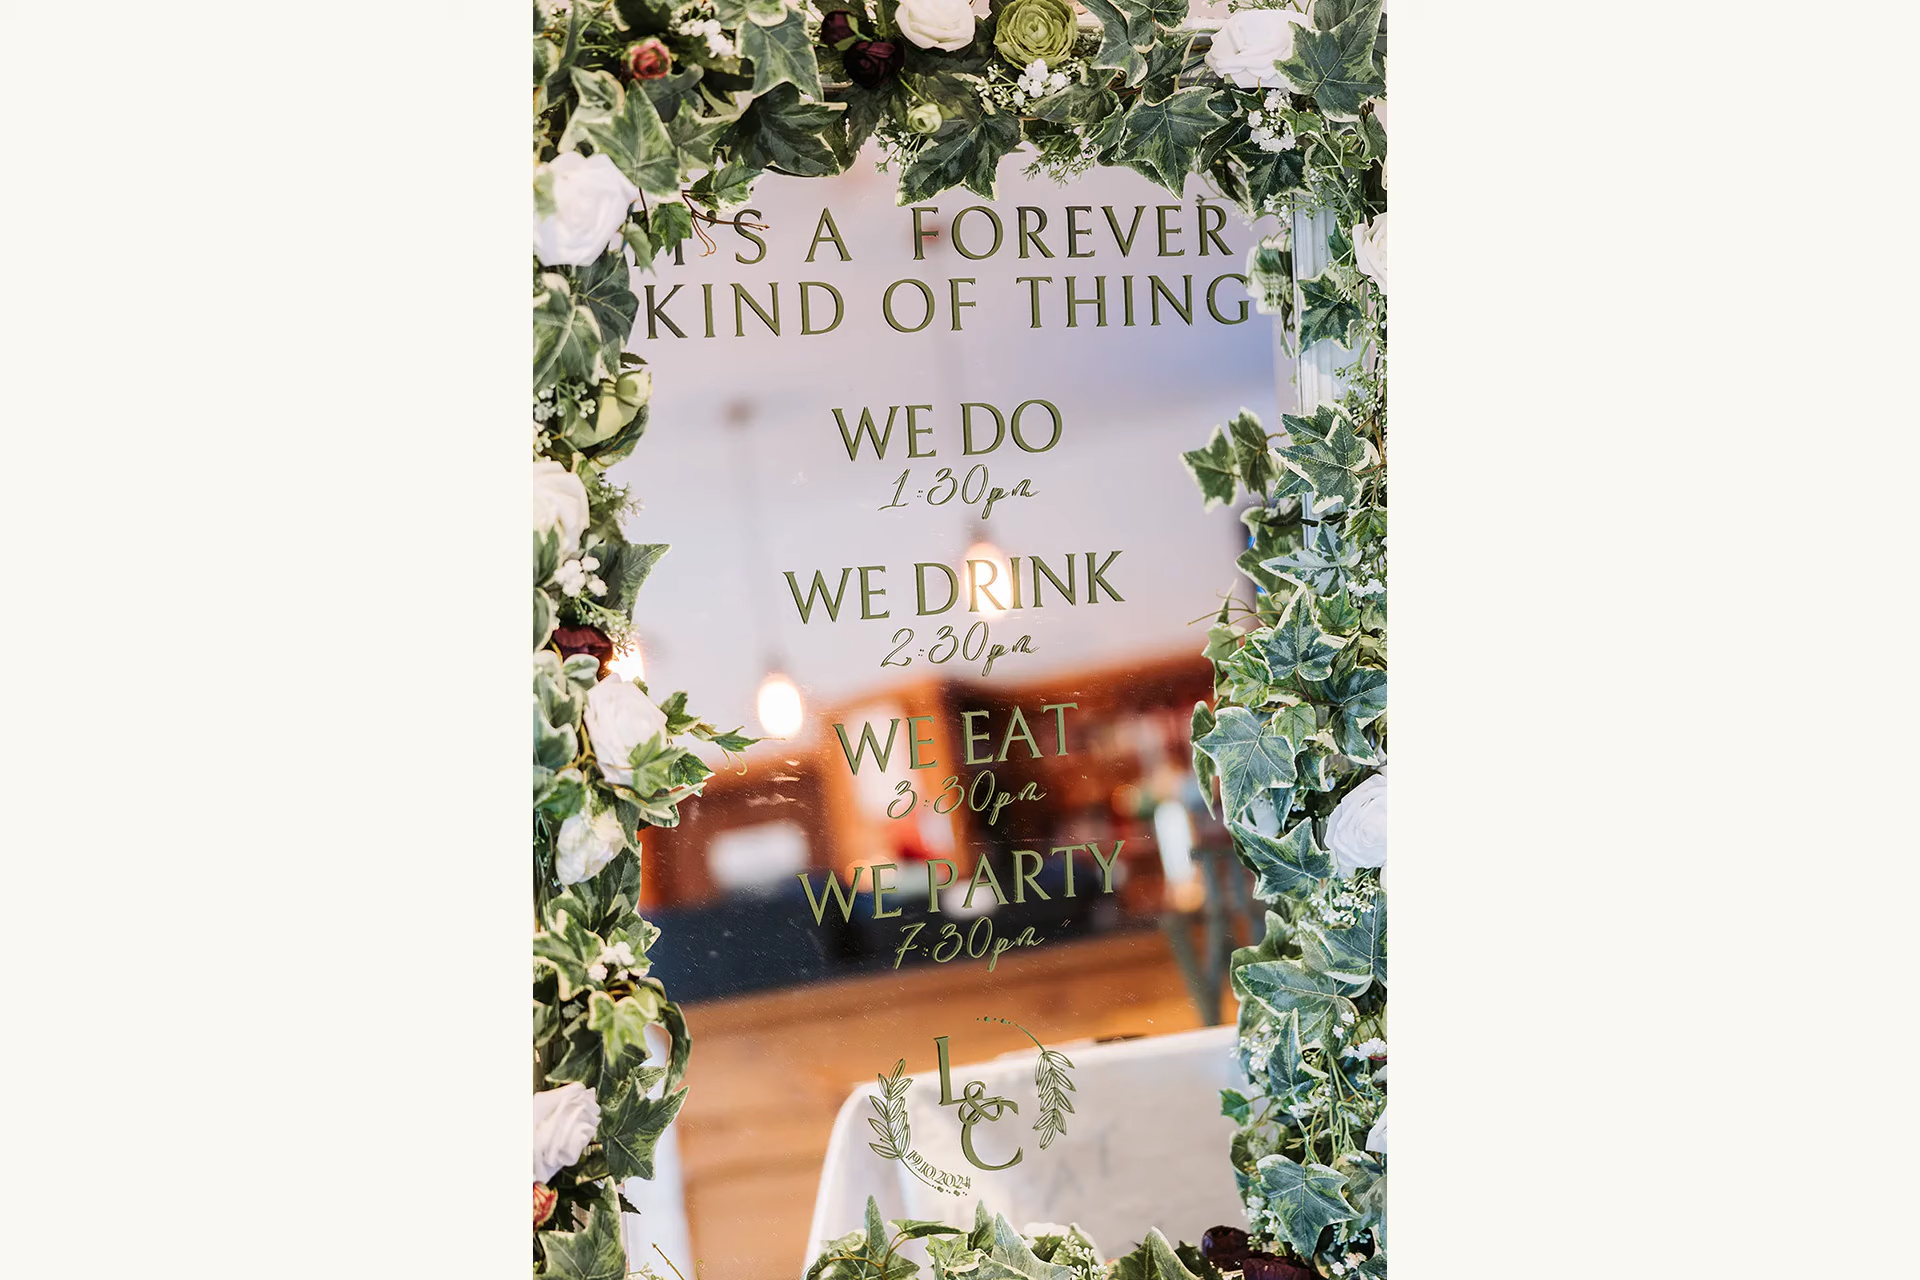 IT'S A FOREVER
KIND OF THING
WE DO
1:30pm
WE DRINK
2:30pm
WE EAT
3:30pm
WE PARTY
7:30pm
L&C
19.10.2024